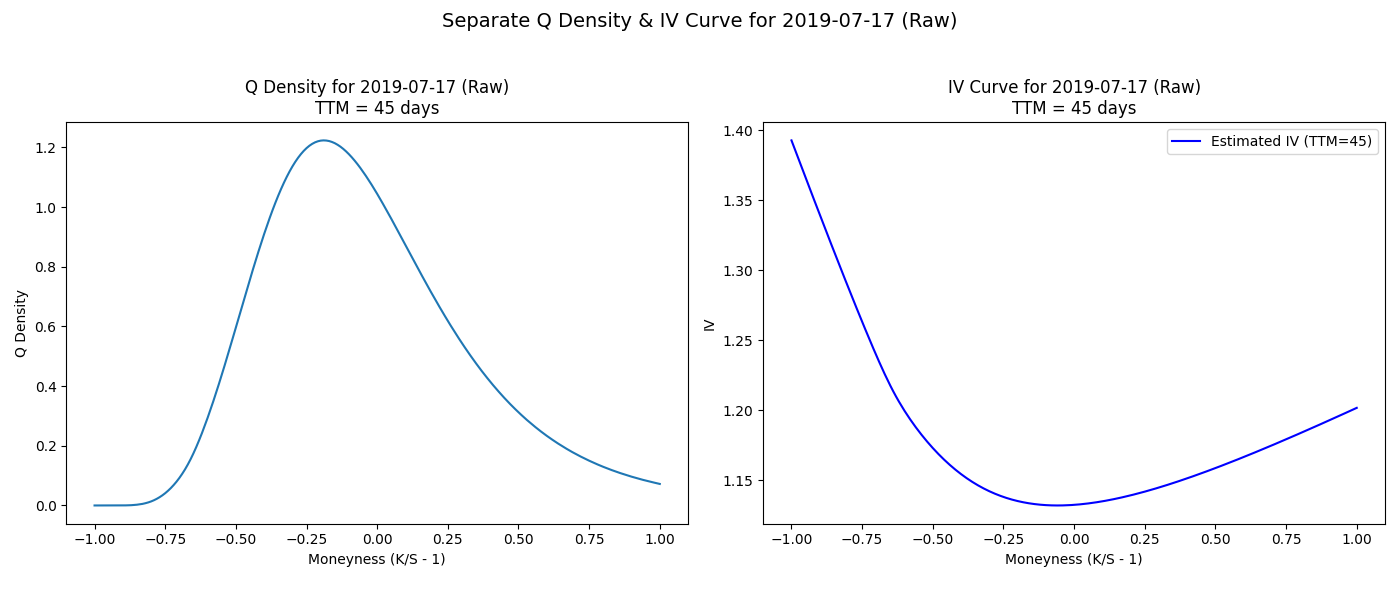 Separate Q Density & IV Curve for 2019-07-17 (Raw)
Q Density for 2019-07-17 (Raw)
TTM = 45 days
Q Density
1.2
1.0
0.8
0.6
0.4
0.2
0.0
−1.00 −0.75 −0.50 −0.25 0.00 0.25 0.50 0.75 1.00
Moneyness (K/S - 1)
IV Curve for 2019-07-17 (Raw)
TTM = 45 days
Estimated IV (TTM=45)
IV
1.40
1.35
1.30
1.25
1.20
1.15
−1.00 −0.75 −0.50 −0.25 0.00 0.25 0.50 0.75 1.00
Moneyness (K/S - 1)